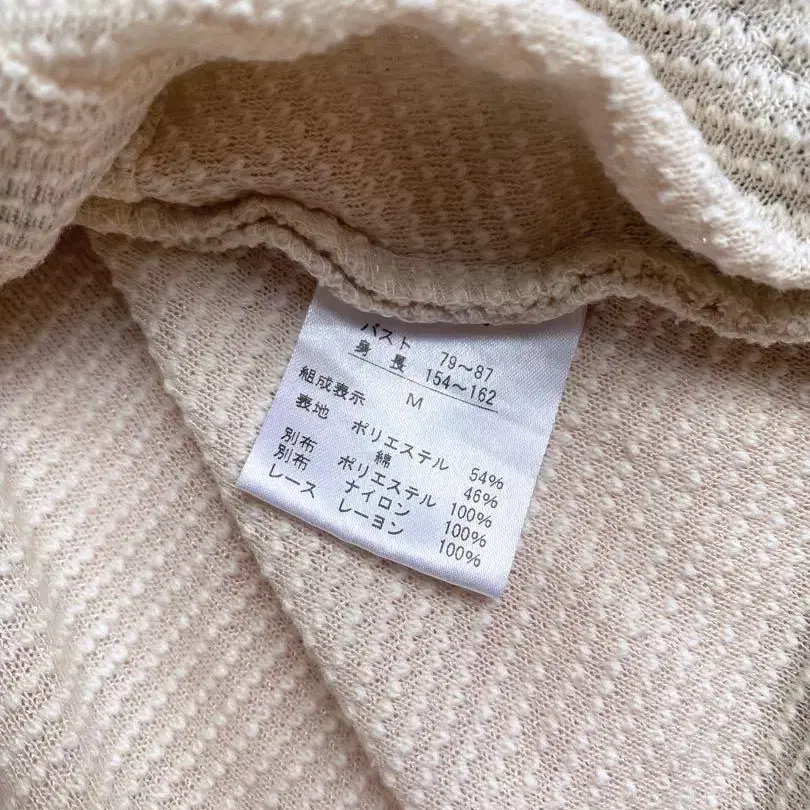 バスト 79～87
身長 154～162
M
組成表示
表地 ポリエステル 54%
綿 46%
別布 ポリエステル 100%
別布 ナイロン 100%
レース レーヨン 100%